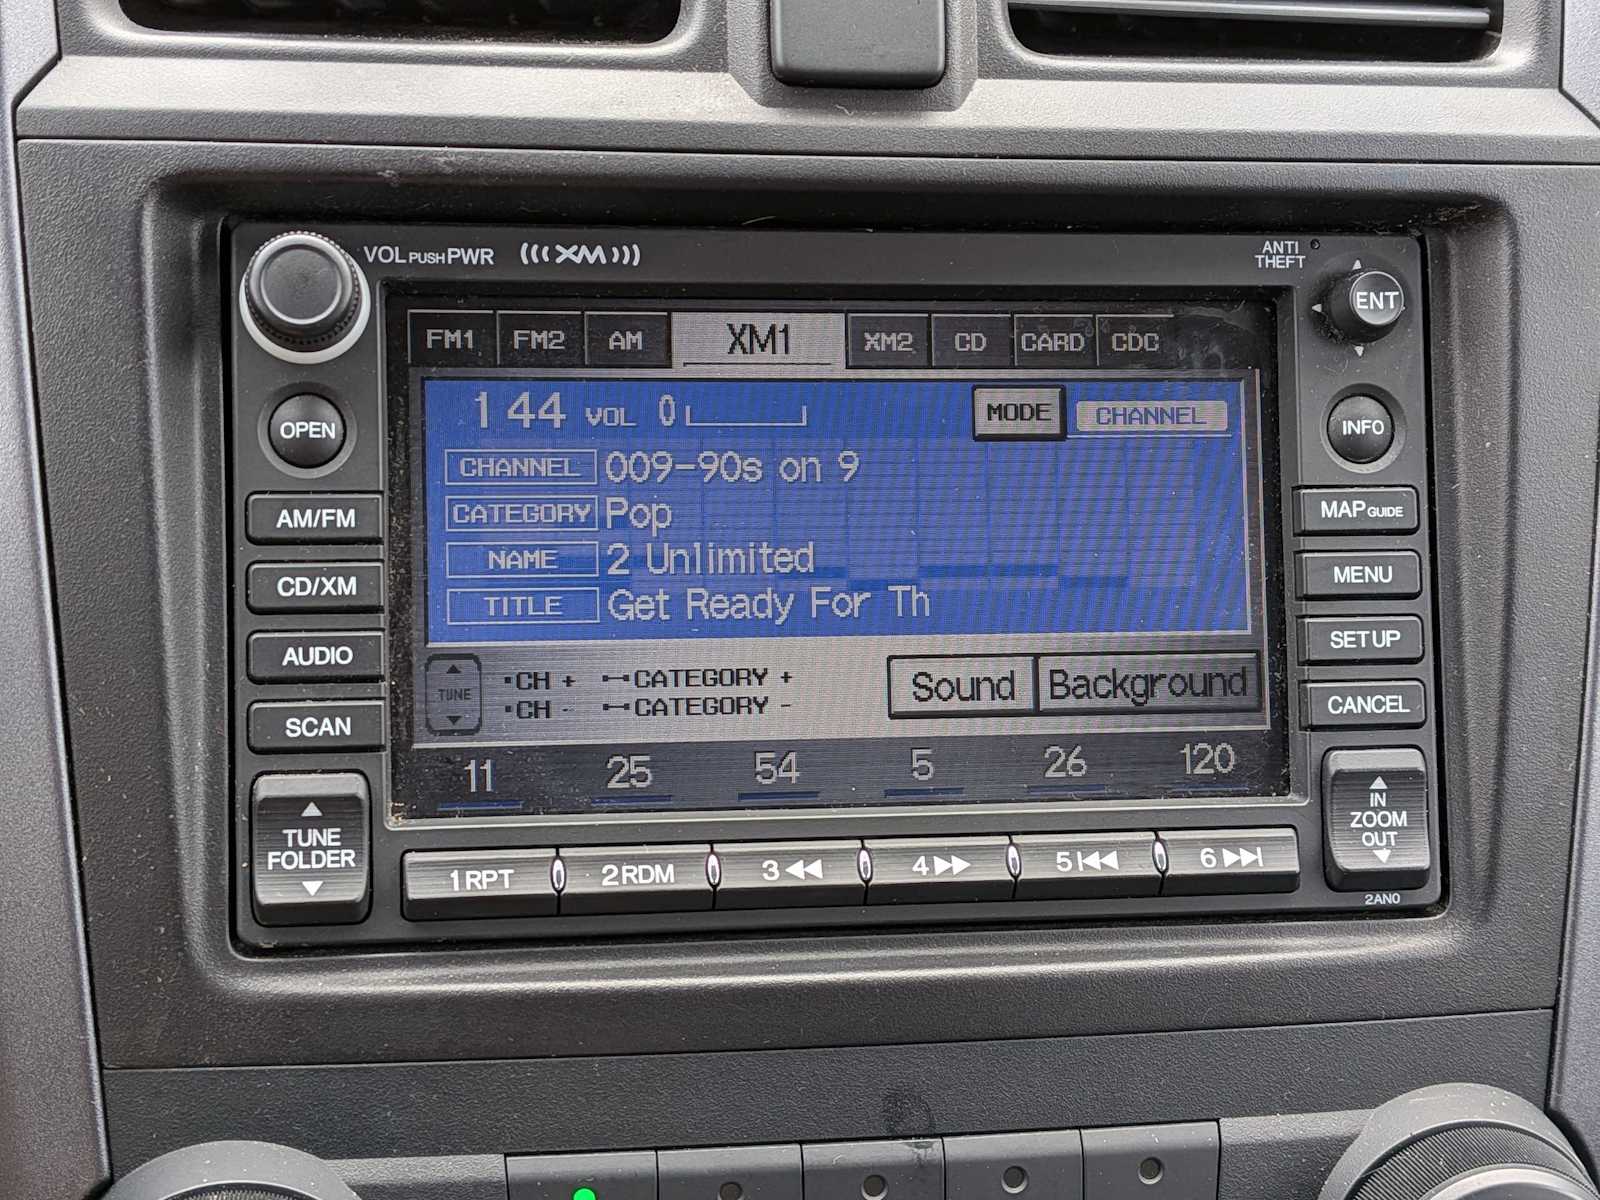 VOL PUSH PWR (((XM)))
ANTI
THEFT
ENT
FM1 FM2 AM XM1 XM2 CD CARD CDC
OPEN
144 VOL 0 MODE CHANNEL
INFO
CHANNEL 009-90s on 9
AM/FM
CATEGORY Pop
MAP GUIDE
NAME 2 Unlimited
CD/XM
MENU
TITLE Get Ready For Th
AUDIO
SET UP
TUNE
▪CH + CATEGORY +
▪CH - CATEGORY -
Sound Background
SCAN
CANCEL
11 25 54 5 26 120
TUNE
FOLDER
IN
ZOOM
OUT
1 RPT 2 RDM 3 ◀◀ 4 ▶▶ 5 |◀◀ 6 ▶▶|
2AN0